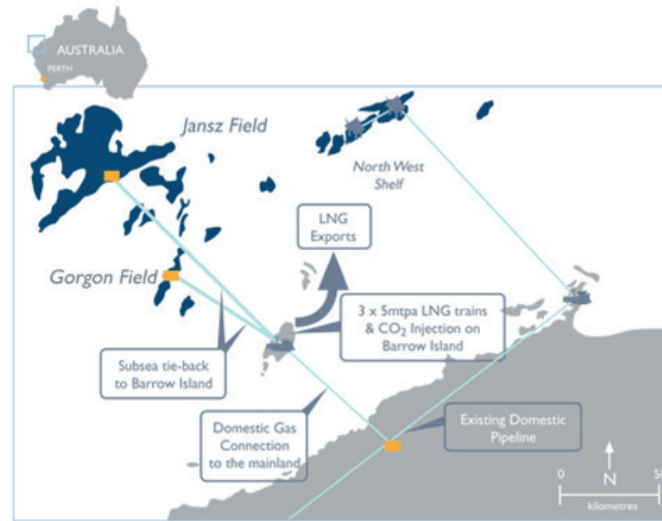 AUSTRALIA
PERTH
Jansz Field
North West
Shelf
LNG
Exports
Gorgon Field
3 x 5mtpa LNG trains
& CO₂ Injection on
Barrow Island
Subsea tie-back
to Barrow Island
Domestic Gas
Connection
to the mainland
Existing Domestic
Pipeline
N
0 50
kilometres